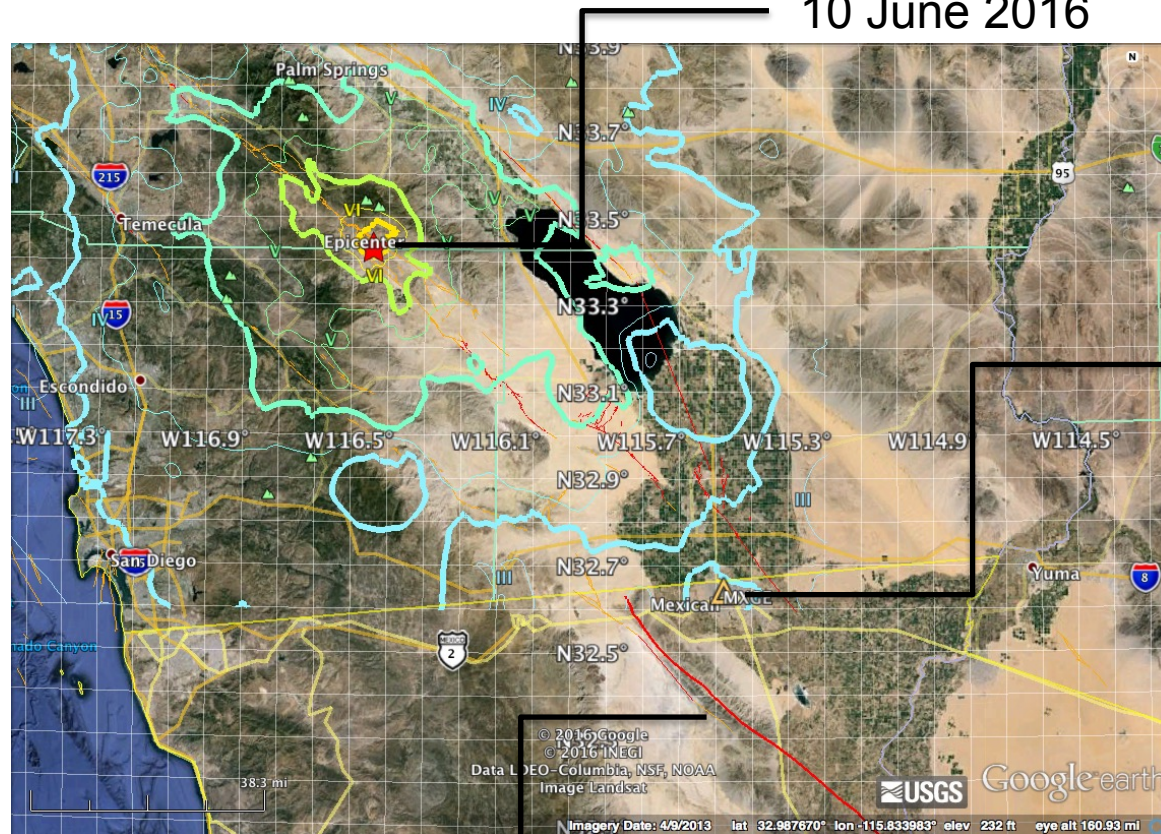 10 June 2016
N33.9
N
Palm Springs
V
IV
N33.7°
95
215
VI
V
V
N33.5°
Temecula
Epicenter
V
V
VI
N33.3°
IV
15
V
Escondido
N33.1°
III
W117.3°
W116.9°
W116.5°
W116.1°
W115.7°
W115.3°
W114.9
W114.5°
N32.9°
III
San Diego
III
N32.7°
Yuma
8
Mexican
MXGE
MEXICO
2
N32.5°
© 2016 Google
© 2016 INEGI
Data LDEO-Columbia, NSF, NOAA
Image Landsat
38.3 mi
USGS
Google earth
Imagery Date: 4/9/2013 lat 32.987670° lon -115.833983° elev 232 ft eye alt 160.93 mi